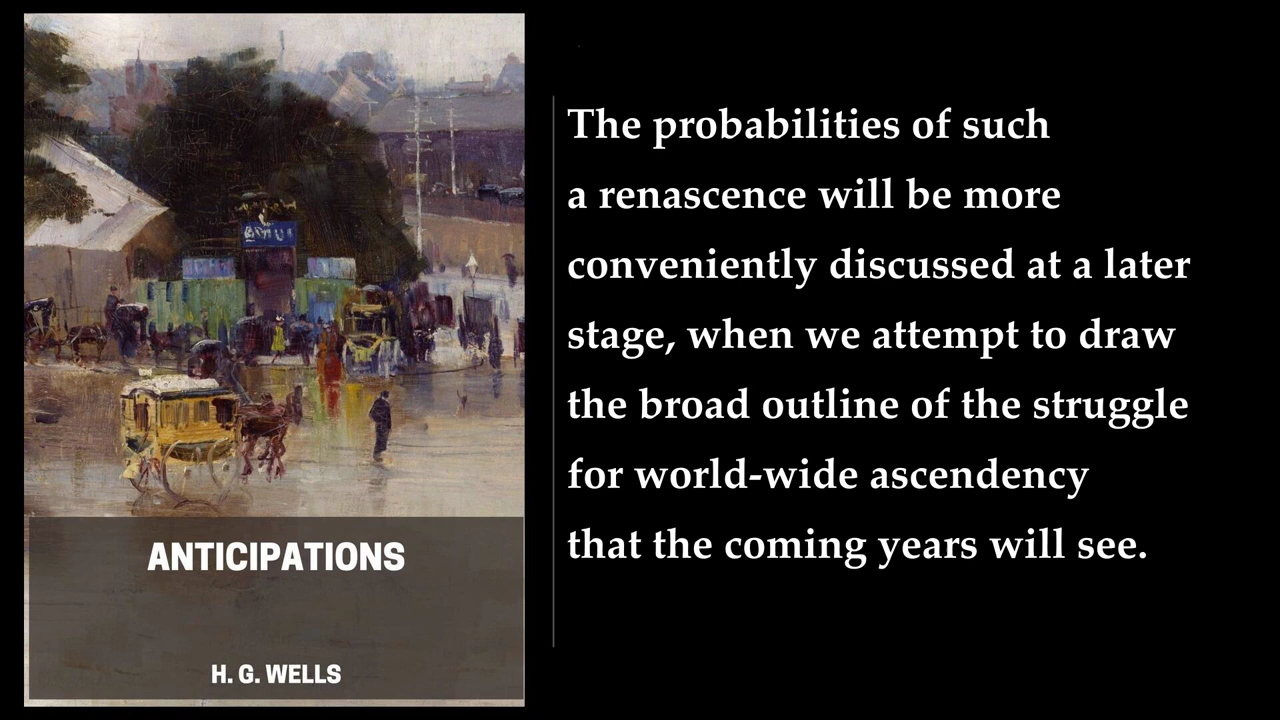 ANTICIPATIONS
H. G. WELLS
The probabilities of such
a renascence will be more
conveniently discussed at a later
stage, when we attempt to draw
the broad outline of the struggle
for world-wide ascendency
that the coming years will see.